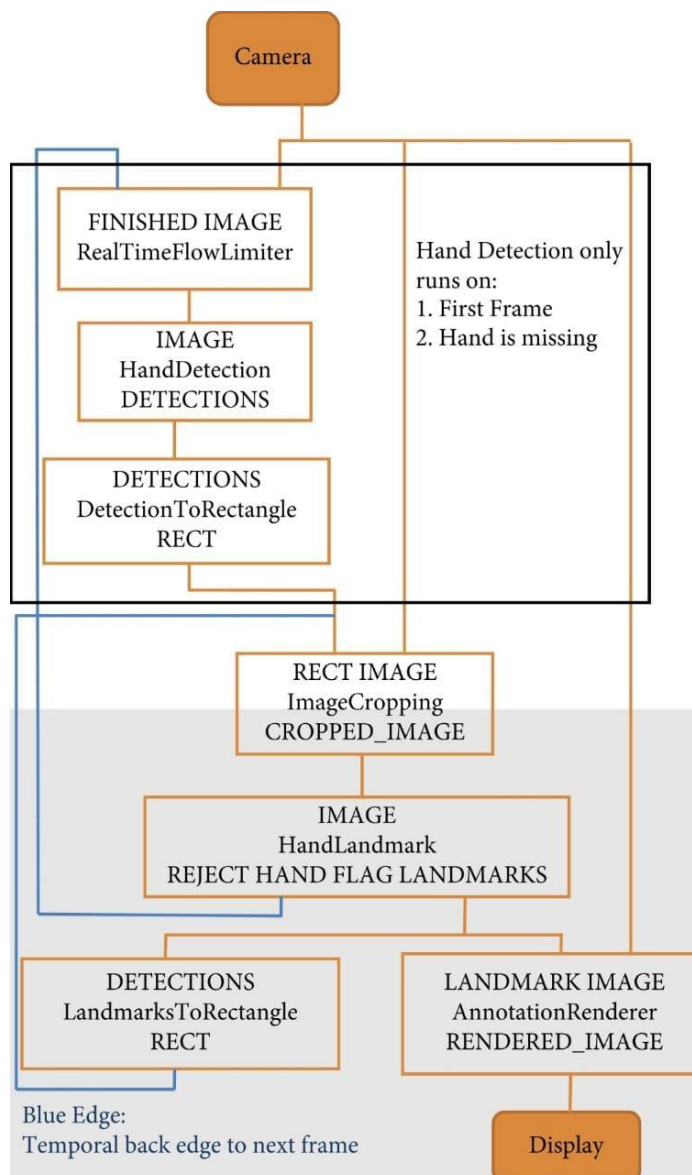 Camera
FINISHED IMAGE
RealTimeFlowLimiter
Hand Detection only
runs on:
1. First Frame
2. Hand is missing
IMAGE
HandDetection
DETECTIONS
DETECTIONS
DetectionToRectangle
RECT
RECT IMAGE
ImageCropping
CROPPED_IMAGE
IMAGE
HandLandmark
REJECT HAND FLAG LANDMARKS
DETECTIONS
LandmarksToRectangle
RECT
LANDMARK IMAGE
AnnotationRenderer
RENDERED_IMAGE
Blue Edge:
Temporal back edge to next frame
Display